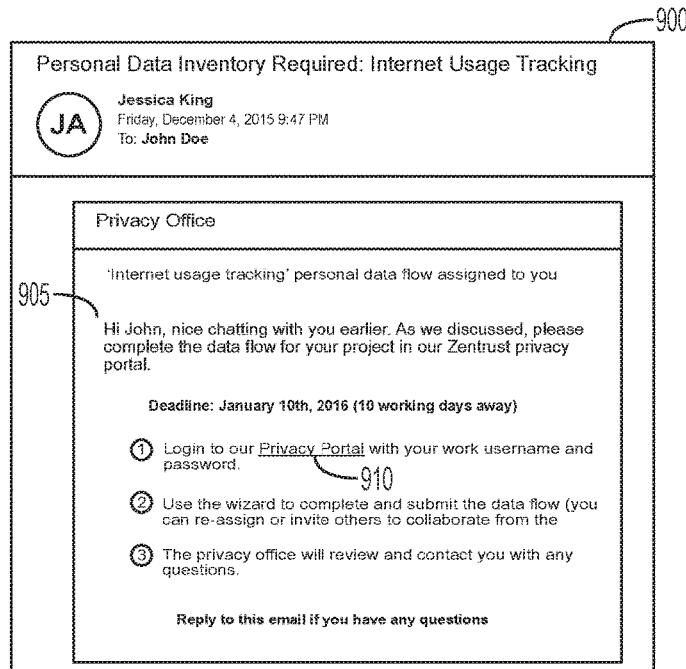 900
Personal Data Inventory Required: Internet Usage Tracking
JA
Jessica King
Friday, December 4, 2015 9:47 PM
To: John Doe
Privacy Office
'Internet usage tracking' personal data flow assigned to you
905
Hi John, nice chatting with you earlier. As we discussed, please
complete the data flow for your project in our Zentrust privacy
portal.
Deadline: January 10th, 2016 (10 working days away)
1 Login to our Privacy Portal with your work username and
password.
910
2 Use the wizard to complete and submit the data flow (you
can re-assign or invite others to collaborate from the
3 The privacy office will review and contact you with any
questions.
Reply to this email if you have any questions